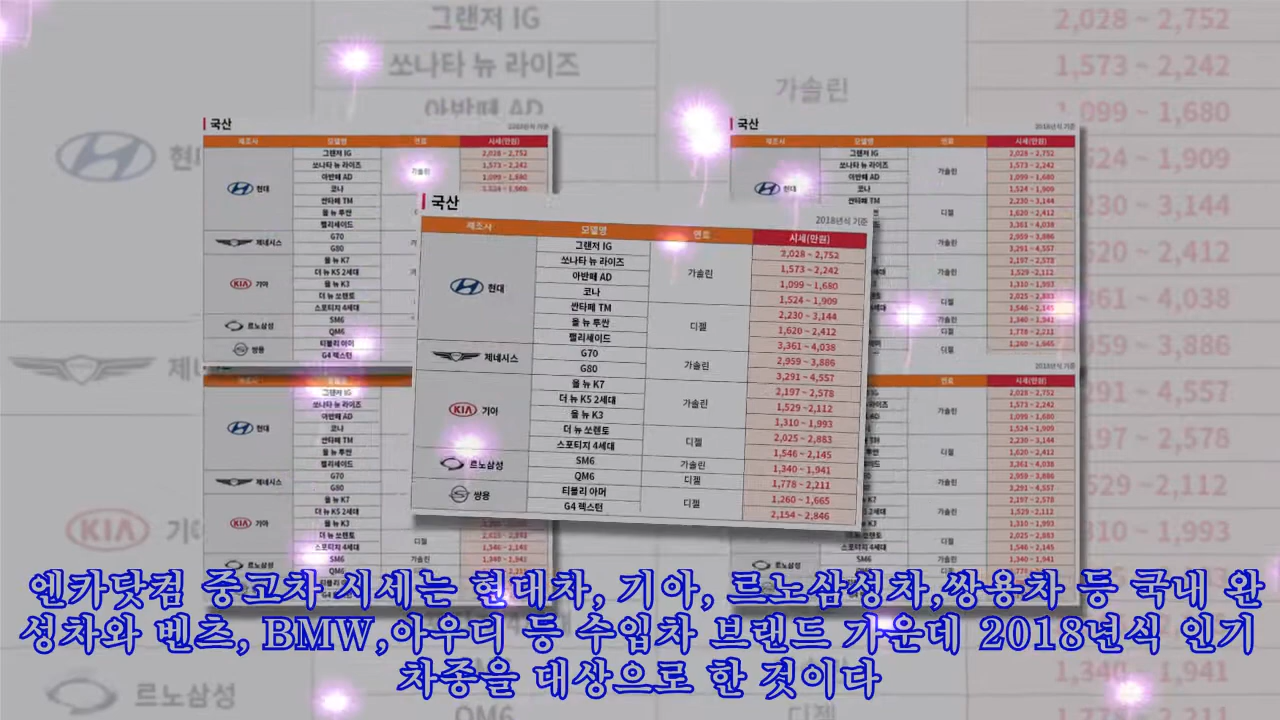 국산
2018년식 기준
제조사 모델명 연료 시세(만원)
현대 그랜저 IG 가솔린 2,028 ~ 2,752
쏘나타 뉴 라이즈 1,573 ~ 2,242
아반떼 AD 1,099 ~ 1,680
코나 1,524 ~ 1,909
싼타페 TM 디젤 2,230 ~ 3,144
올 뉴 투싼 1,620 ~ 2,412
팰리세이드 3,361 ~ 4,038
제네시스 G70 가솔린 2,959 ~ 3,886
G80 3,291 ~ 4,557
KIA 기아 올 뉴 K7 가솔린 2,197 ~ 2,578
더 뉴 K5 2세대 1,529 ~2,112
올 뉴 K3 1,310 ~ 1,993
더 뉴 쏘렌토 디젤 2,025 ~ 2,883
스포티지 4세대 1,546 ~ 2,145
르노삼성 SM6 가솔린 1,340 ~ 1,941
QM6 디젤 1,778 ~ 2,211
쌍용 티볼리 아머 디젤 1,260 ~ 1,665
G4 렉스턴 2,154 ~ 2,846
엔카닷컴 중고차 시세는 현대차, 기아, 르노삼성차,쌍용차 등 국내 완
성차와 벤츠, BMW,아우디 등 수입차 브랜드 가운데 2018년식 인기
차종을 대상으로 한 것이다